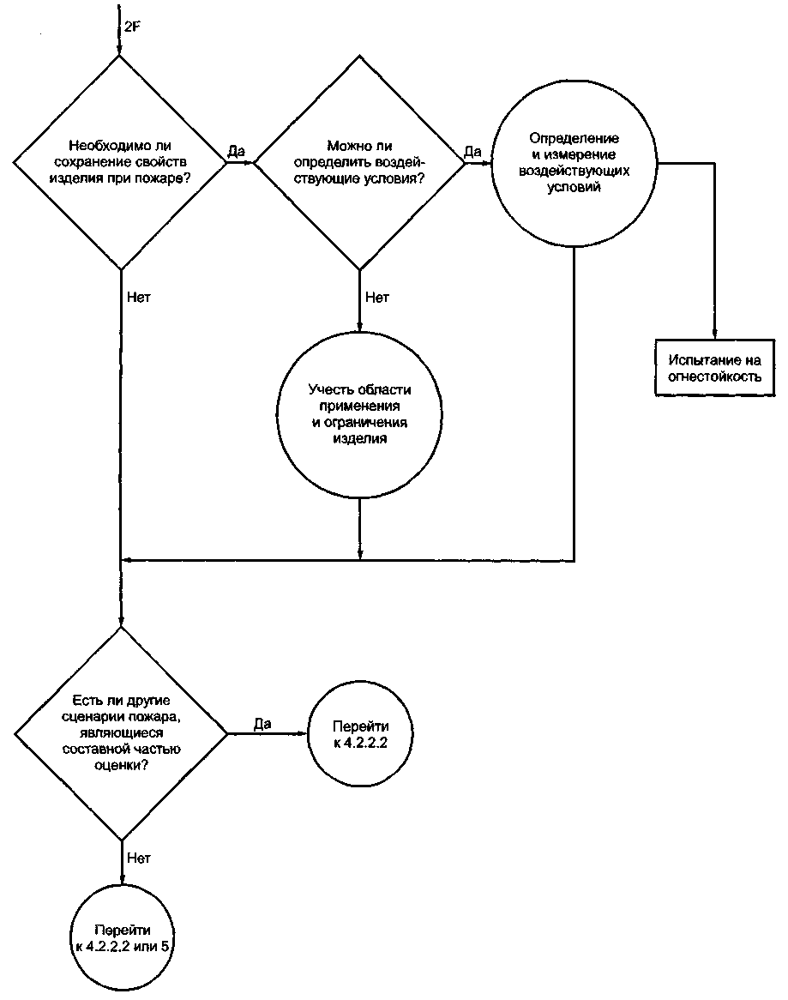 2F
Необходимо ли
сохранение свойств
изделия при пожаре?
Да
Можно ли
определить воздей-
ствующие условия?
Да
Определение
и измерение
воздействующих
условий
Нет
Нет
Испытание на
огнестойкость
Учесть области
применения
и ограничения
изделия
Есть ли другие
сценарии пожара,
являющиеся
составной частью
оценки?
Да
Перейти
к 4.2.2.2
Нет
Перейти
к 4.2.2.2 или 5